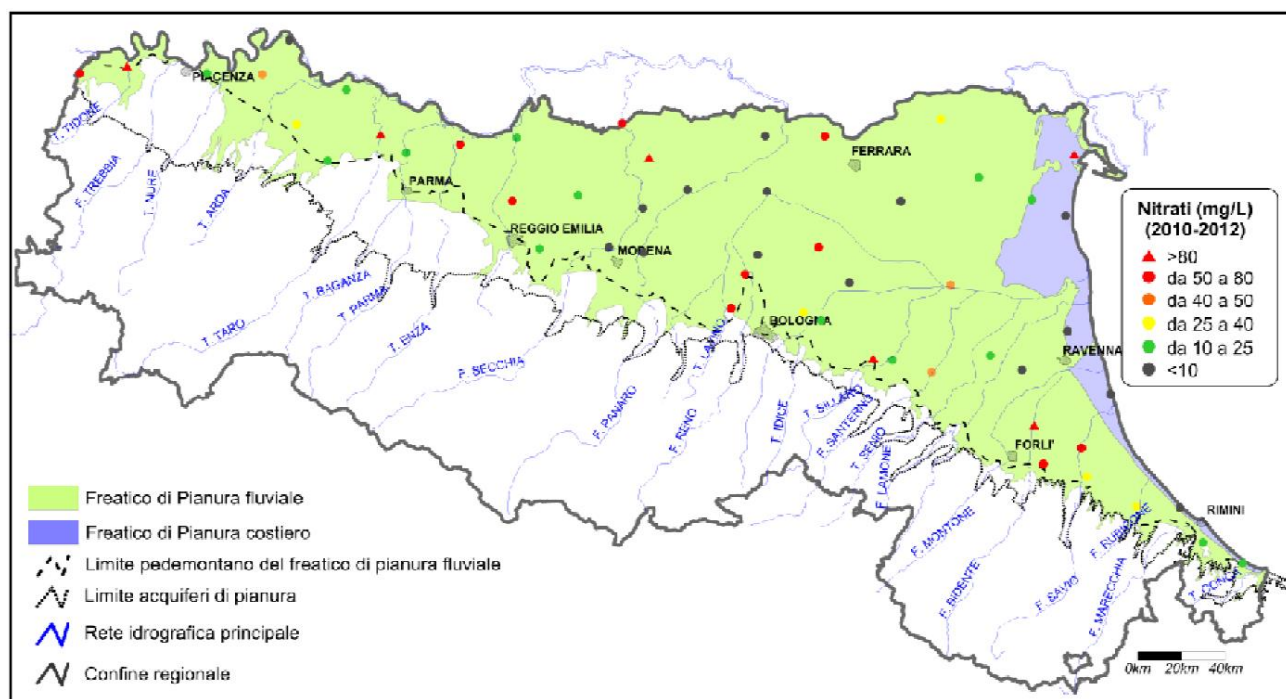 PIACENZA
T. TIDONE
F. TREBBIA
T. NURE
T. ARDA
PARMA
FERRARA
REGGIO EMILIA
MODENA
T. TARO
T. BAGANZA
T. PARMA
T. ENZA
F. SECCHIA
F. PANARO
F. RENO
T. LAVINO
BOLOGNA
T. IDICE
T. SILLARO
F. SANTERNO
T. SENIO
F. LAMONE
RAVENNA
FORLI'
F. MONTONE
F. BIDENTE
F. SAVIO
F. MARECCHIA
F. RUBICONE
RIMINI
T. CONCA
Nitrati (mg/L)
(2010-2012)
>80
da 50 a 80
da 40 a 50
da 25 a 40
da 10 a 25
<10
Freatico di Pianura fluviale
Freatico di Pianura costiero
Limite pedemontano del freatico di pianura fluviale
Limite acquiferi di pianura
Rete idrografica principale
Confine regionale
0km 20km 40km